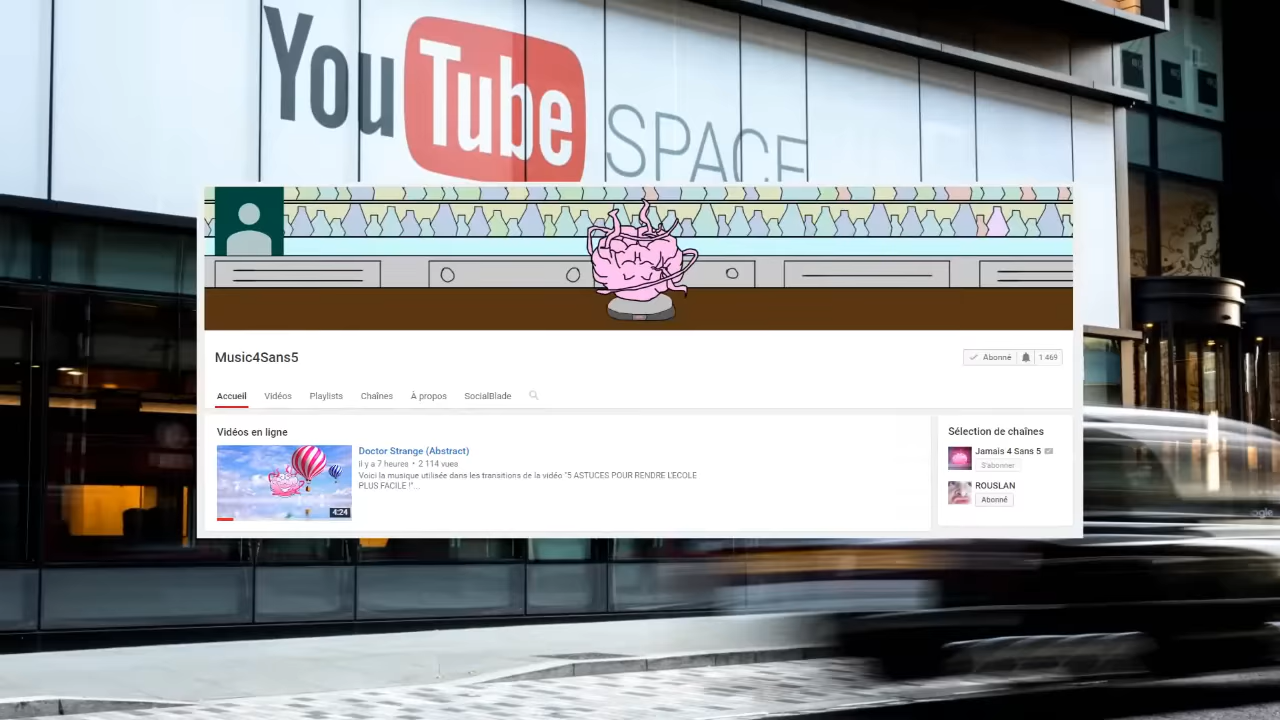 YouTube SPACE
Music4Sans5
Abonné 1 469
Accueil Vidéos Playlists Chaînes À propos SocialBlade
Vidéos en ligne
Doctor Strange (Abstract)
Il y a 7 heures • 2 114 vues
Voici la musique utilisée dans les transitions de la vidéo "5 ASTUCES POUR RENDRE L'ECOLE
PLUS FACILE !"...
4:24
Sélection de chaînes
Jamais 4 Sans 5
S'abonner
ROUSLAN
Abonné